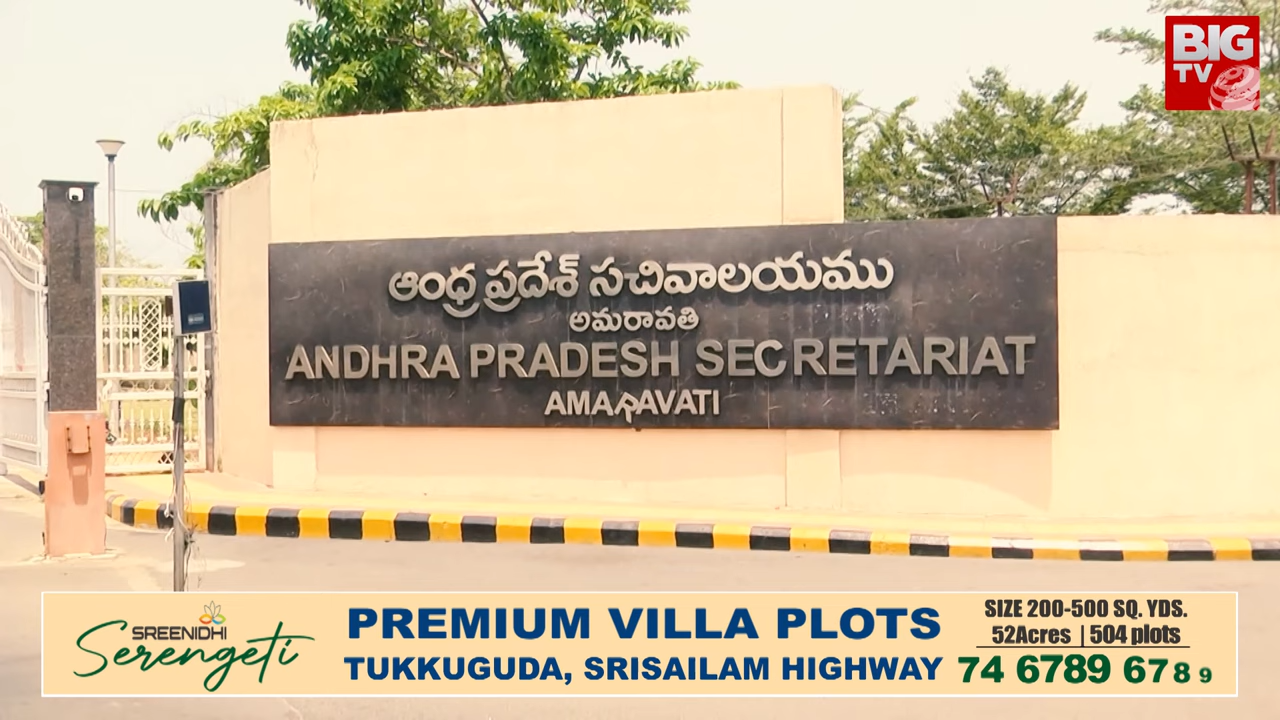 BIG
TV
ఆంధ్ర ప్రదేశ్ సచివాలయము
అమరావతి
ANDHRA PRADESH SECRETARIAT
AMARAVATI
SREENIDHI
Serengeti
PREMIUM VILLA PLOTS
TUKKUGUDA, SRISAILAM HIGHWAY
SIZE 200-500 SQ. YDS.
52Acres | 504 plots
74 6789 6789